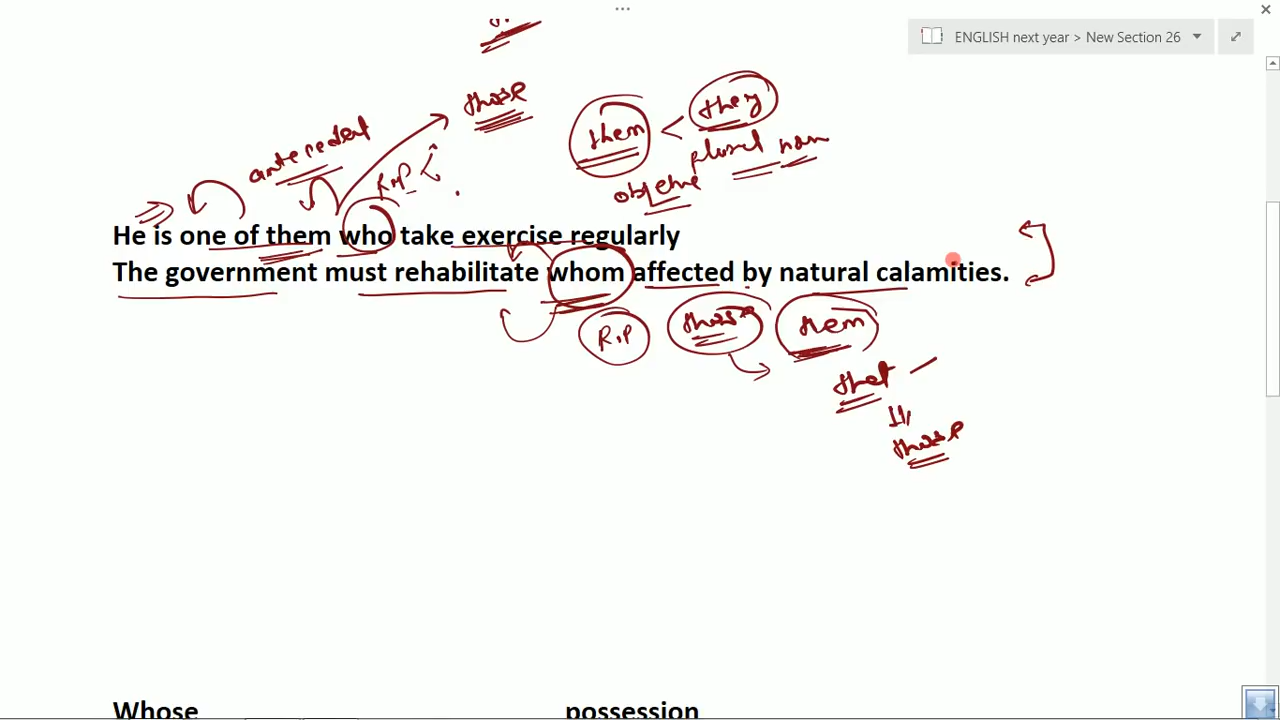 ENGLISH next year > New Section 26
those
them < they
antecedent
plural noun
R.P <
objective
He is one of them who take exercise regularly
The government must rehabilitate whom affected by natural calamities.
R.P those them
that
those
Whose possession